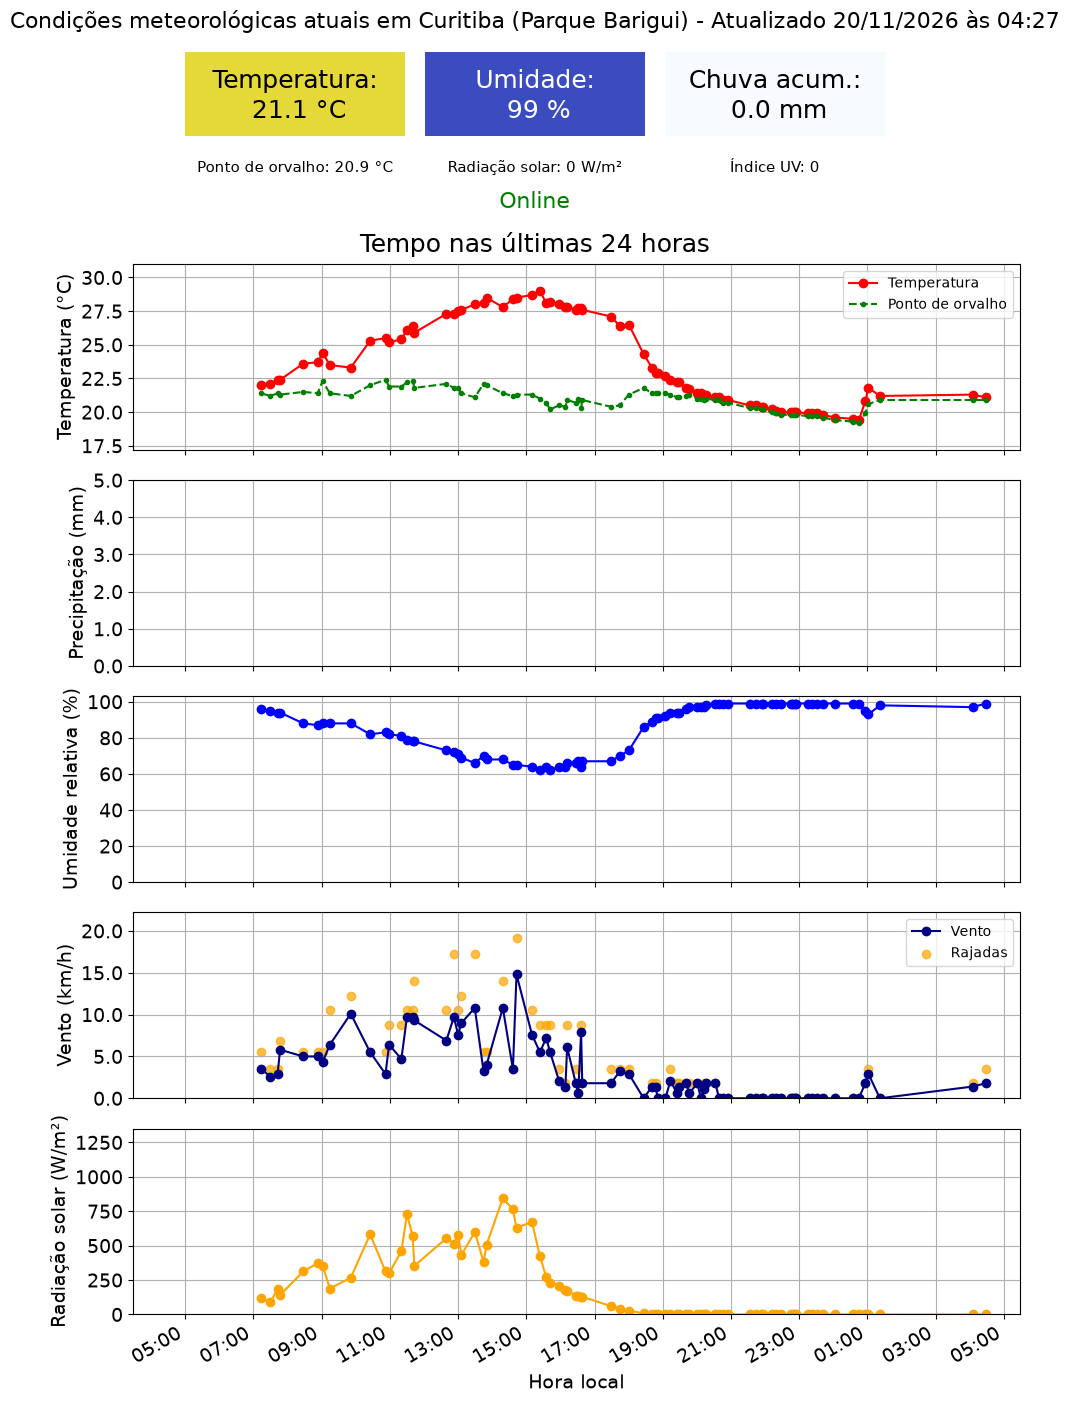 Condições meteorológicas atuais em Curitiba (Parque Barigui) - Atualizado 20/11/2026 às 04:27
Temperatura:
21.1 °C
Umidade:
99 %
Chuva acum.:
0.0 mm
Ponto de orvalho: 20.9 °C
Radiação solar: 0 W/m²
Índice UV: 0
Online
Tempo nas últimas 24 horas
Temperatura (°C)
30.0
27.5
25.0
22.5
20.0
17.5
Temperatura
Ponto de orvalho
Precipitação (mm)
5.0
4.0
3.0
2.0
1.0
0.0
Umidade relativa (%)
100
80
60
40
20
0
Vento (km/h)
20.0
15.0
10.0
5.0
0.0
Vento
Rajadas
Radiação solar (W/m²)
1250
1000
750
500
250
0
05:00
07:00
09:00
11:00
13:00
15:00
17:00
19:00
21:00
23:00
01:00
03:00
05:00
Hora local